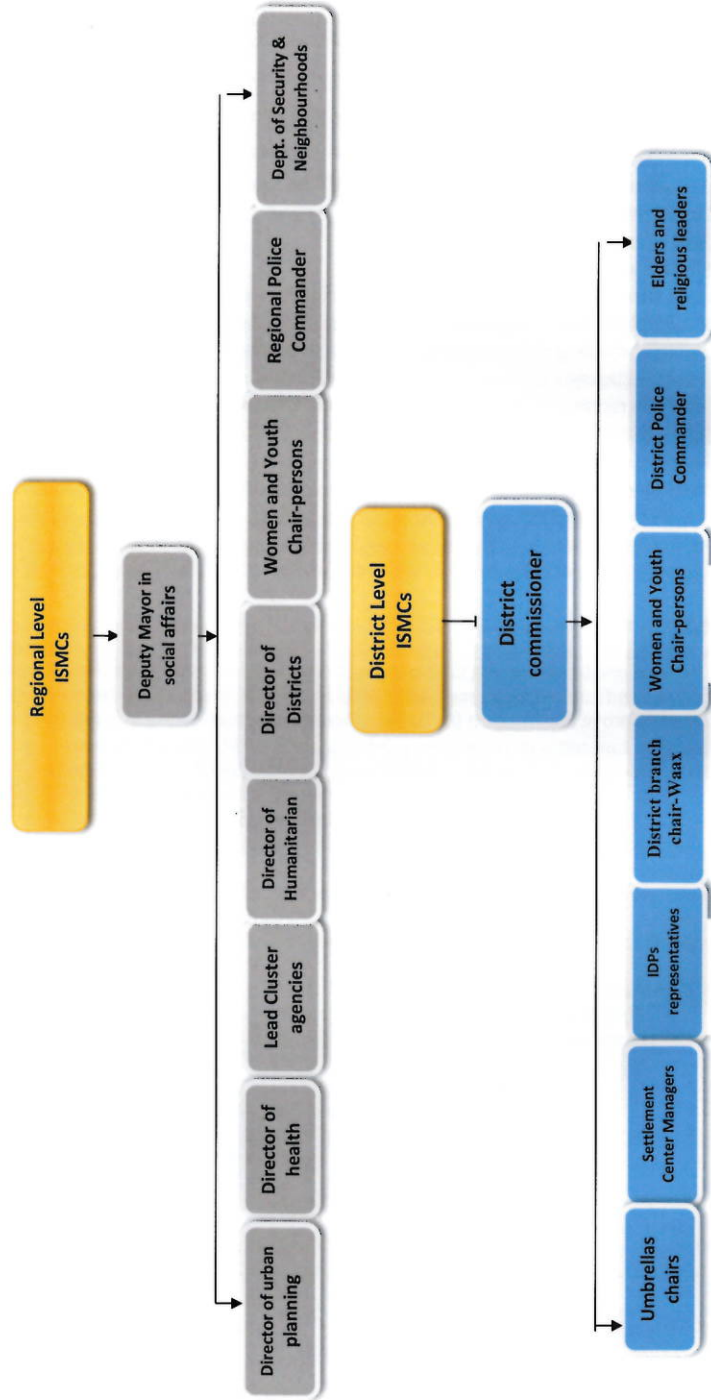 Regional Level
ISMCs
Deputy Mayor in
social affairs
Director of urban
planning
Director of
health
Lead Cluster
agencies
Director of
Humanitarian
Director of
Districts
Women and Youth
Chair-persons
Regional Police
Commander
Dept. of Security &
Neighbourhoods
District Level
ISMCs
District
commissioner
Umbrellas
chairs
Settlement
Center Managers
IDPs
representatives
District branch
chair-Waax
Women and Youth
Chair-persons
District Police
Commander
Elders and
religious leaders